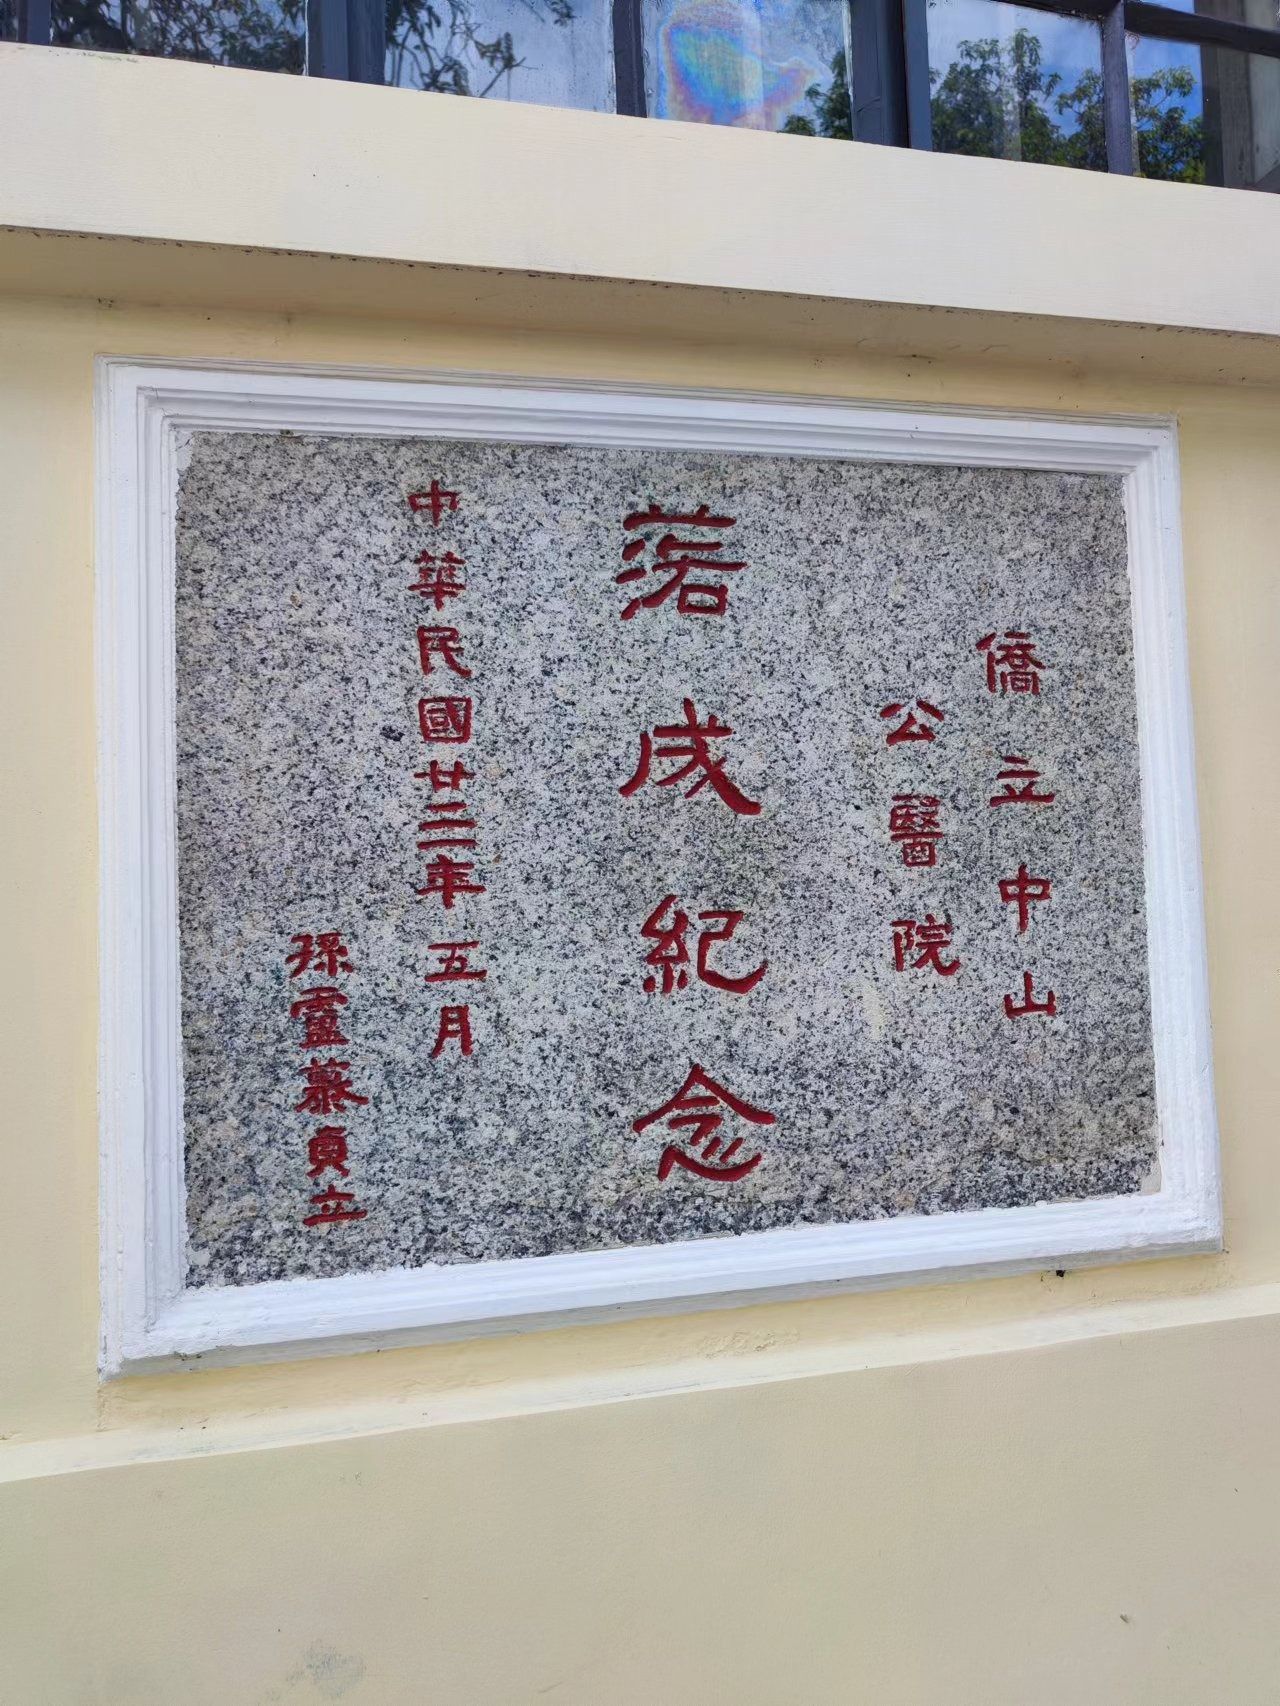 僑立中山
公醫院
落成紀念
中華民國廿二年五月
孫靈慕貞立